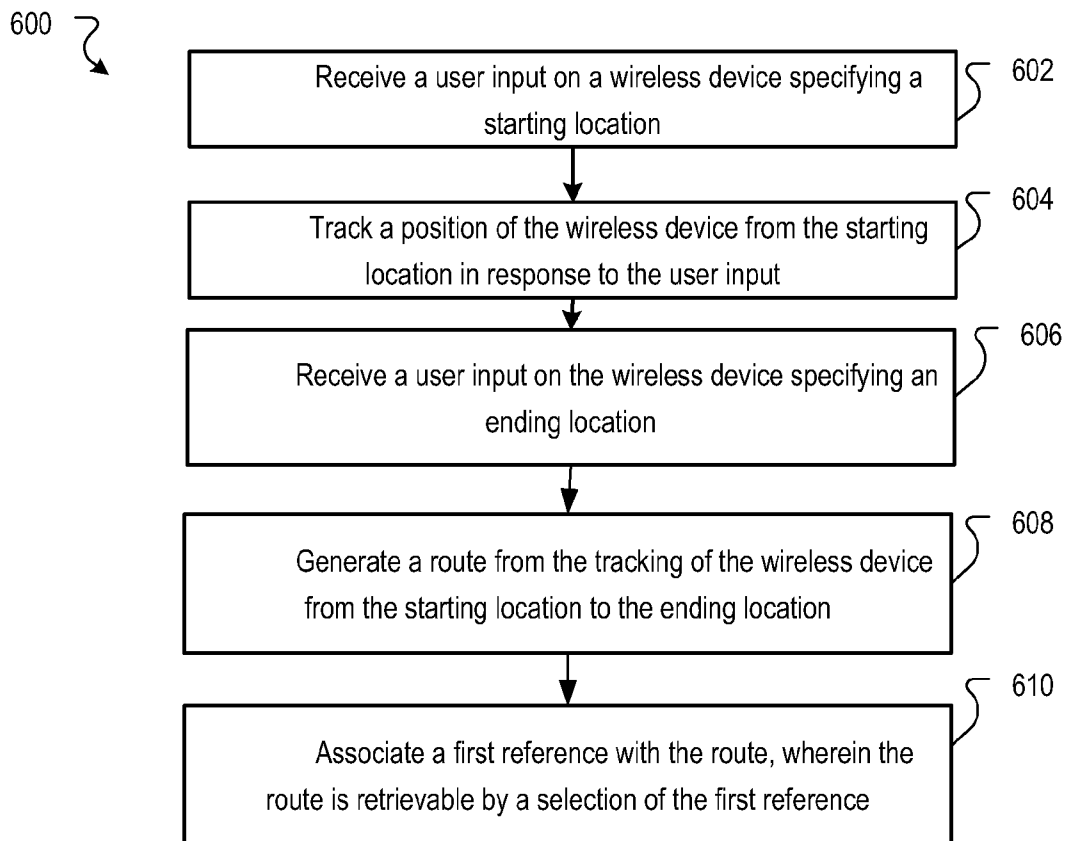 600
Receive a user input on a wireless device specifying a
starting location
602
Track a position of the wireless device from the starting
location in response to the user input
604
Receive a user input on the wireless device specifying an
ending location
606
Generate a route from the tracking of the wireless device
from the starting location to the ending location
608
Associate a first reference with the route, wherein the
route is retrievable by a selection of the first reference
610